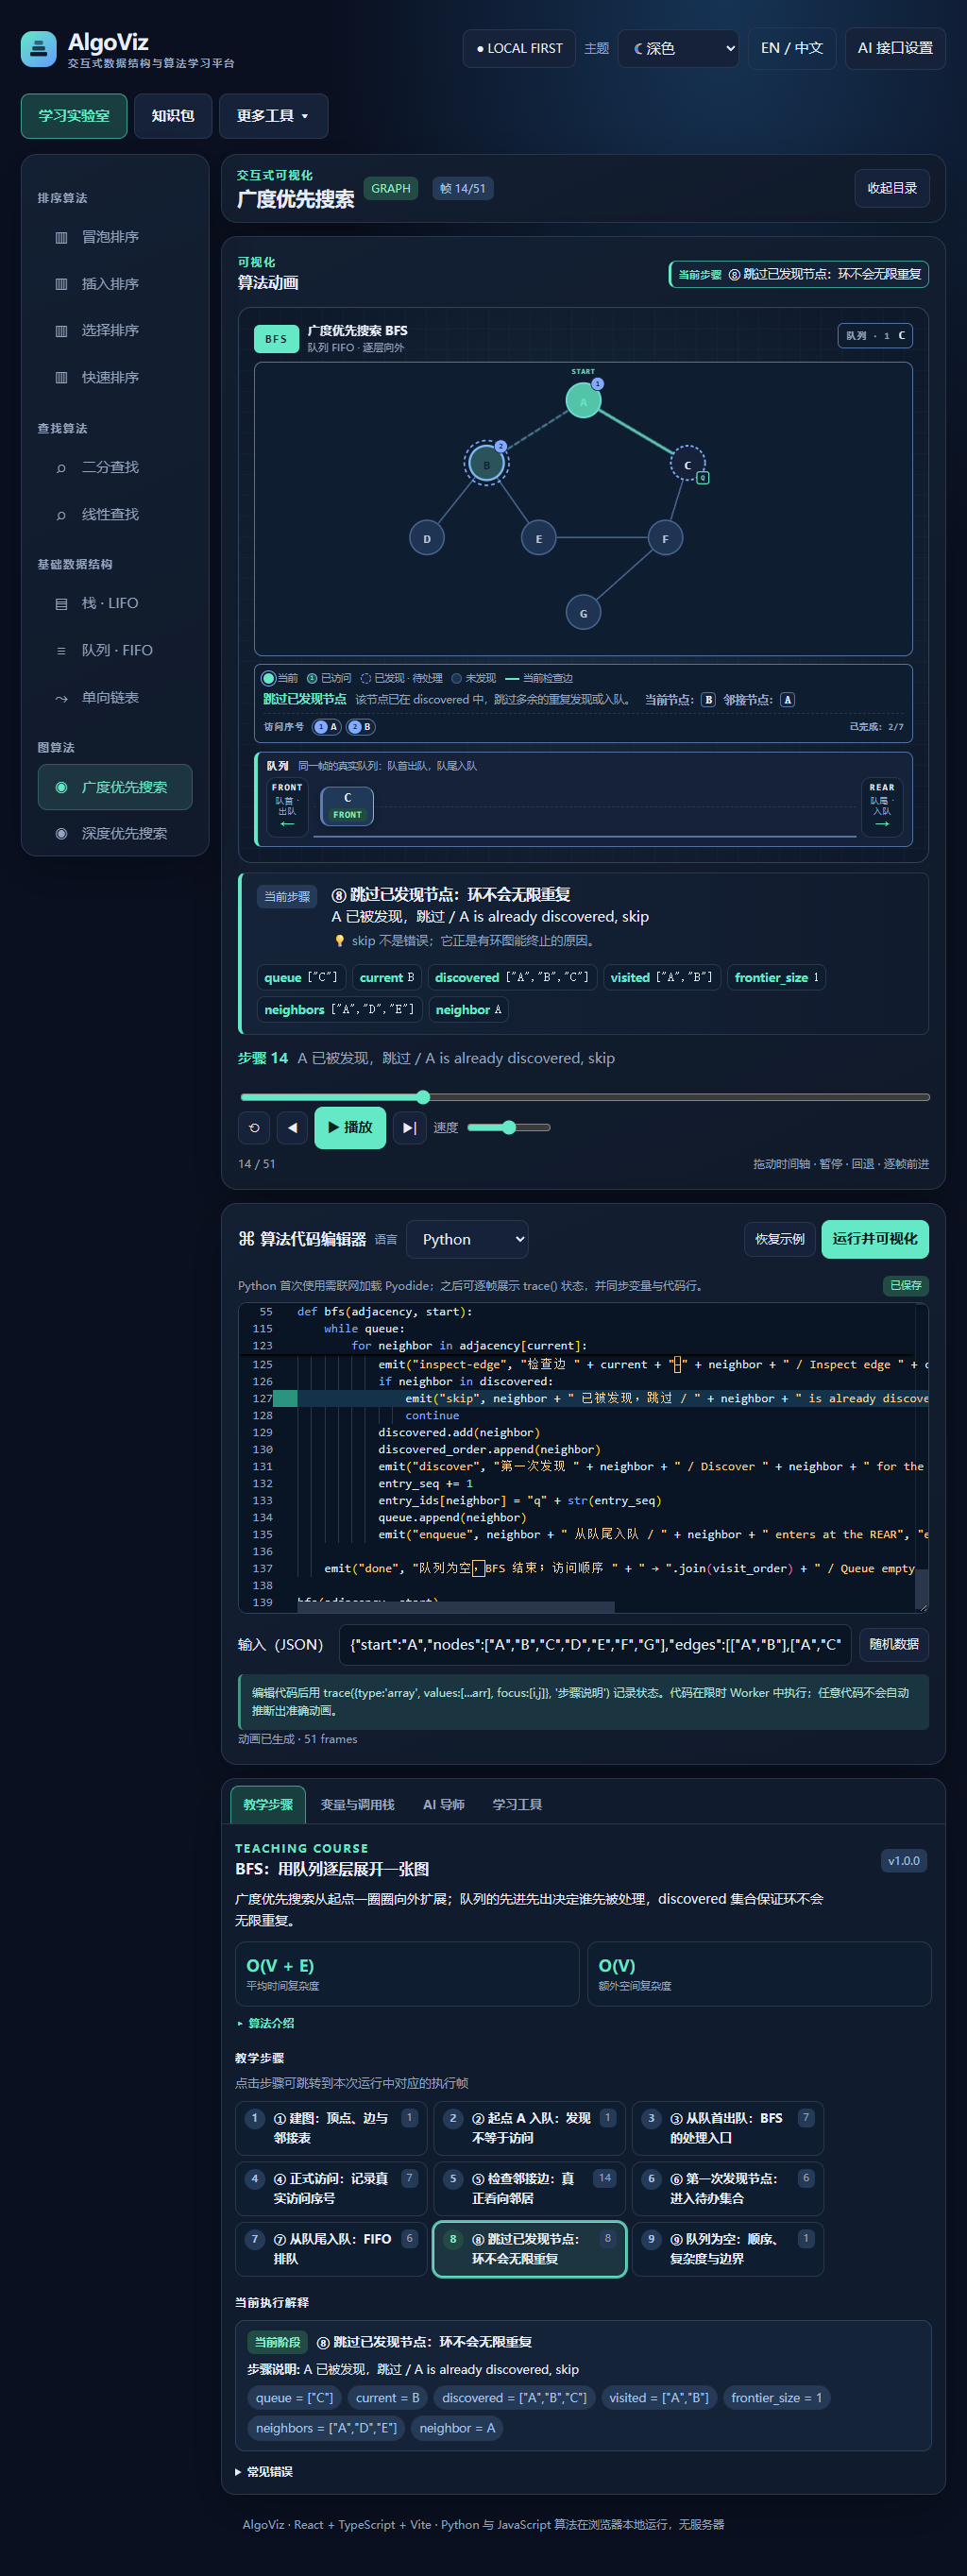 AlgoViz
交互式数据结构与算法学习平台
● LOCAL FIRST
主题
☾ 深色
EN / 中文
AI 接口设置
学习实验室
知识包
更多工具 ▾
排序算法
冒泡排序
插入排序
选择排序
快速排序
查找算法
二分查找
线性查找
基础数据结构
栈 · LIFO
队列 · FIFO
单向链表
图算法
广度优先搜索
深度优先搜索
交互式可视化
广度优先搜索
GRAPH
帧 14/51
收起目录
可视化
算法动画
当前步骤 ⑧ 跳过已发现节点：环不会无限重复
BFS
广度优先搜索 BFS
队列 FIFO · 逐层向外
队列 · 1 C
START
A
1
B
2
C
Q
D
E
F
G
当前 已访问 已发现 · 待处理 未发现 当前检查边
跳过已发现节点 该节点已在 discovered 中，跳过多余的重复发现或入队。 当前节点： B 邻接节点： A
访问序号 1 A 2 B
已完成： 2/7
队列 同一帧的真实队列：队首出队，队尾入队
FRONT
队首 ·
出队
←
C
FRONT
REAR
队尾 ·
入队
→
当前步骤
⑧ 跳过已发现节点：环不会无限重复
A 已被发现，跳过 / A is already discovered, skip
💡 skip 不是错误；它正是有环图能终止的原因。
queue ["C"]
current B
discovered ["A","B","C"]
visited ["A","B"]
frontier_size 1
neighbors ["A","D","E"]
neighbor A
步骤 14 A 已被发现，跳过 / A is already discovered, skip
▶ 播放
速度
14 / 51
拖动时间轴 · 暂停 · 回退 · 逐帧前进
⌘ 算法代码编辑器
语言
Python
恢复示例
运行并可视化
Python 首次使用需联网加载 Pyodide；之后可逐帧展示 trace() 状态，并同步变量与代码行。
已保存
55 def bfs(adjacency, start):
115 while queue:
123 for neighbor in adjacency[current]:
125 emit("inspect-edge", "检查边 " + current + "-" + neighbor + " / Inspect edge " + c
126 if neighbor in discovered:
127 emit("skip", neighbor + " 已被发现，跳过 / " + neighbor + " is already discove
128 continue
129 discovered.add(neighbor)
130 discovered_order.append(neighbor)
131 emit("discover", "第一次发现 " + neighbor + " / Discover " + neighbor + " for the
132 entry_seq += 1
133 entry_ids[neighbor] = "q" + str(entry_seq)
134 queue.append(neighbor)
135 emit("enqueue", neighbor + " 从队尾入队 / " + neighbor + " enters at the REAR", "e
136
137 emit("done", "队列为空，BFS 结束；访问顺序 " + " → ".join(visit_order) + " / Queue empty
138
139 bfs(adjacency, start)
输入（JSON）
{"start":"A","nodes":["A","B","C","D","E","F","G"],"edges":[["A","B"],["A","C"
随机数据
编辑代码后用 trace({type:'array', values:[...arr], focus:[i,j]}, '步骤说明') 记录状态。代码在限时 Worker 中执行；任意代码不会自动
推断出准确动画。
动画已生成 · 51 frames
教学步骤
变量与调用栈
AI 导师
学习工具
TEACHING COURSE
BFS：用队列逐层展开一张图
v1.0.0
广度优先搜索从起点一圈圈向外扩展；队列的先进先出决定谁先被处理，discovered 集合保证环不会
无限重复。
O(V + E)
平均时间复杂度
O(V)
额外空间复杂度
▸ 算法介绍
教学步骤
点击步骤可跳转到本次运行中对应的执行帧
1 ① 建图：顶点、边与 1
邻接表
2 ② 起点 A 入队：发现 1
不等于访问
3 ③ 从队首出队：BFS 7
的处理入口
4 ④ 正式访问：记录真 7
实访问序号
5 ⑤ 检查邻接边：真 14
正看向邻居
6 ⑥ 第一次发现节点： 6
进入待办集合
7 ⑦ 从队尾入队：FIFO 6
排队
8 ⑧ 跳过已发现节点： 8
环不会无限重复
9 ⑨ 队列为空：顺序、 1
复杂度与边界
当前执行解释
当前阶段 ⑧ 跳过已发现节点：环不会无限重复
步骤说明: A 已被发现，跳过 / A is already discovered, skip
queue = ["C"]
current = B
discovered = ["A","B","C"]
visited = ["A","B"]
frontier_size = 1
neighbors = ["A","D","E"]
neighbor = A
▶ 常见错误
AlgoViz · React + TypeScript + Vite · Python 与 JavaScript 算法在浏览器本地运行，无服务器